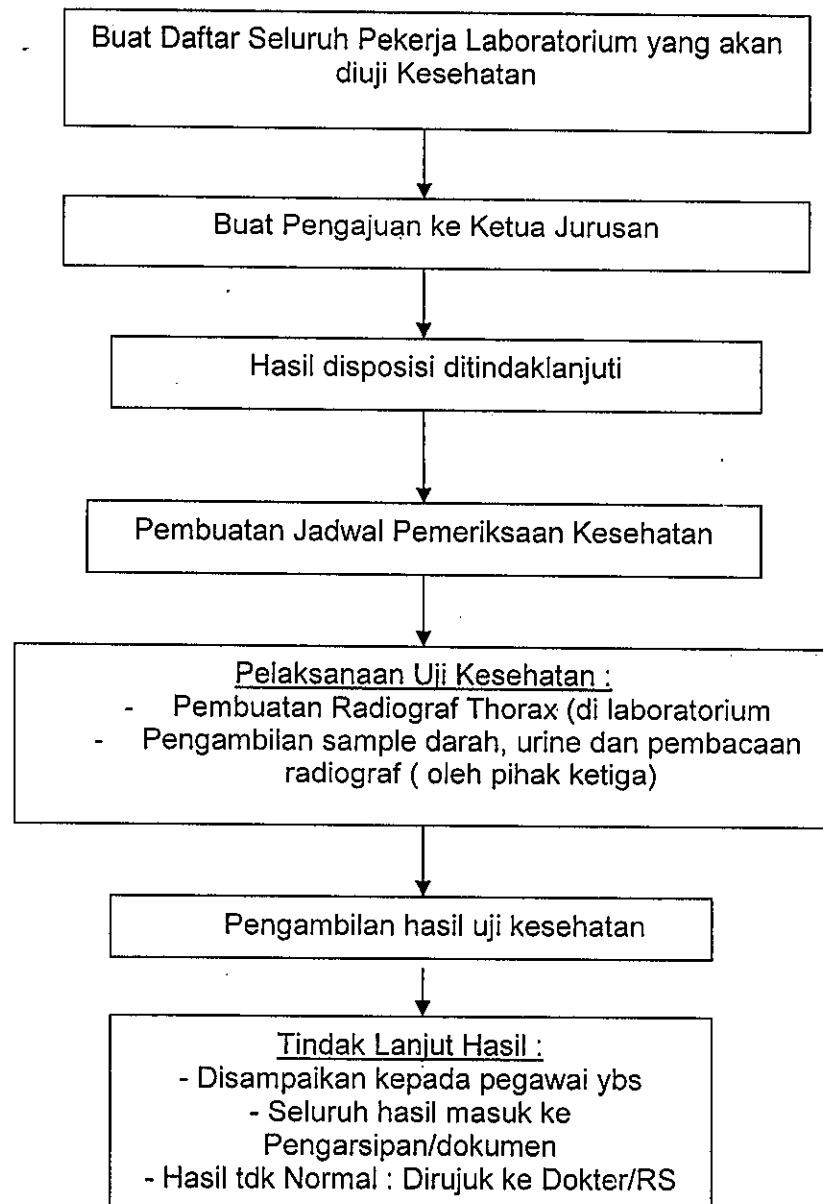 Buat Daftar Seluruh Pekerja Laboratorium yang akan
diuji Kesehatan
Buat Pengajuan ke Ketua Jurusan
Hasil disposisi ditindaklanjuti
Pembuatan Jadwal Pemeriksaan Kesehatan
Pelaksanaan Uji Kesehatan :
- Pembuatan Radiograf Thorax (di laboratorium
- Pengambilan sample darah, urine dan pembacaan
radiograf ( oleh pihak ketiga)
Pengambilan hasil uji kesehatan
Tindak Lanjut Hasil :
- Disampaikan kepada pegawai ybs
- Seluruh hasil masuk ke
Pengarsipan/dokumen
- Hasil tdk Normal : Dirujuk ke Dokter/RS